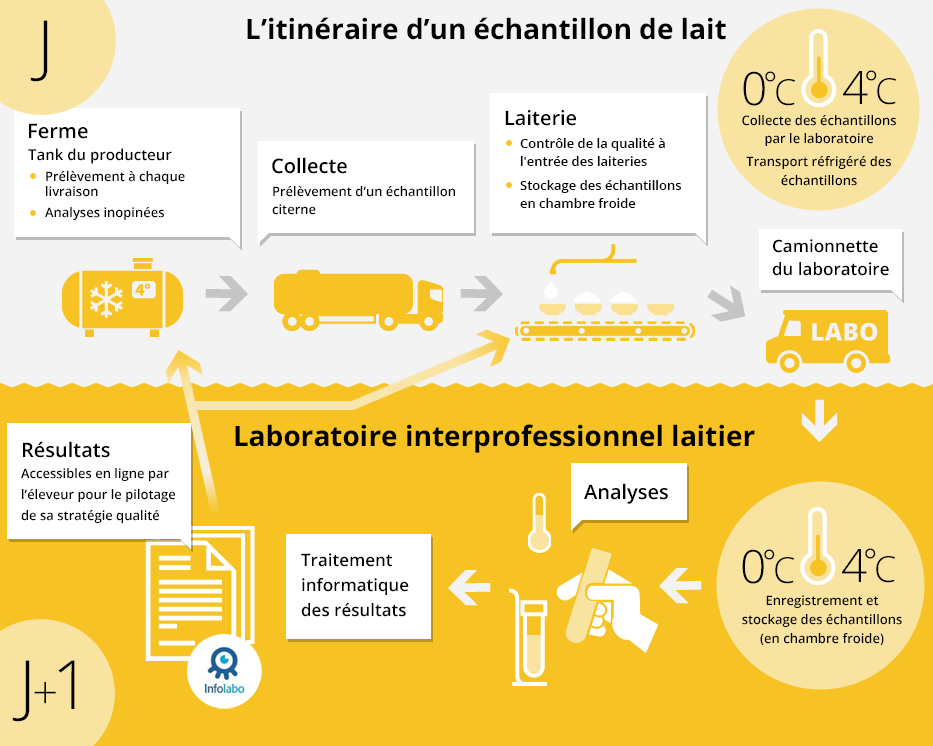 J
L'itinéraire d'un échantillon de lait
0°C 4°C
Collecte des échantillons
par le laboratoire
Transport réfrigéré des
échantillons
Ferme
Tank du producteur
Prélèvement à chaque
livraison
Analyses inopinées
4°
Collecte
Prélèvement d'un échantillon
citerne
Laiterie
Contrôle de la qualité à
l'entrée des laiteries
Stockage des échantillons
en chambre froide
Camionnette
du laboratoire
LABO
Laboratoire interprofessionnel laitier
0°C 4°C
Enregistrement et
stockage des échantillons
(en chambre froide)
Analyses
Traitement
informatique
des résultats
Résultats
Accessibles en ligne par
l'éleveur pour le pilotage
de sa stratégie qualité
Infolabo
J+1